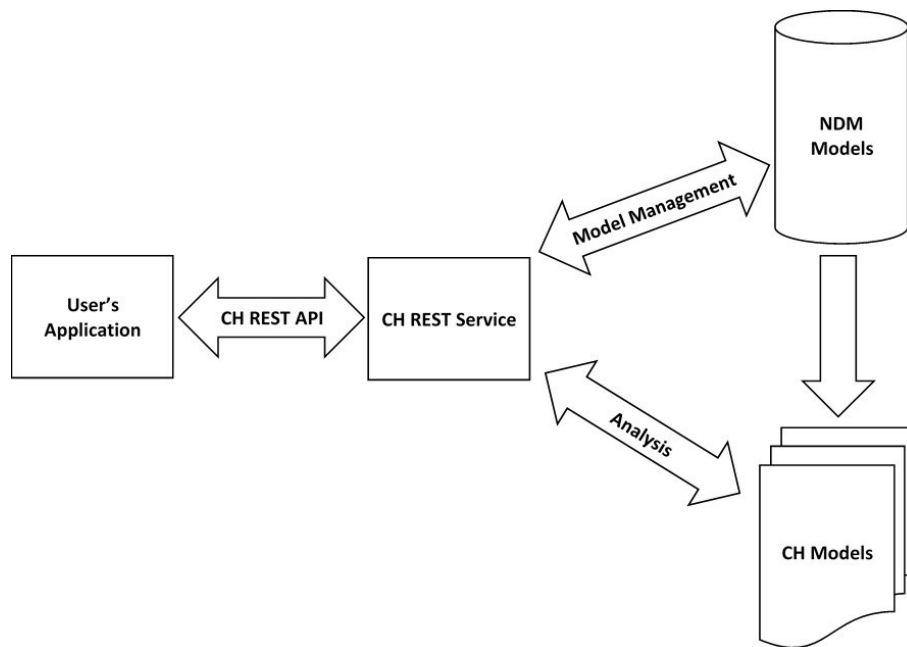 NDM
Models
Model Management
User's
Application
CH REST API
CH REST Service
Analysis
CH Models